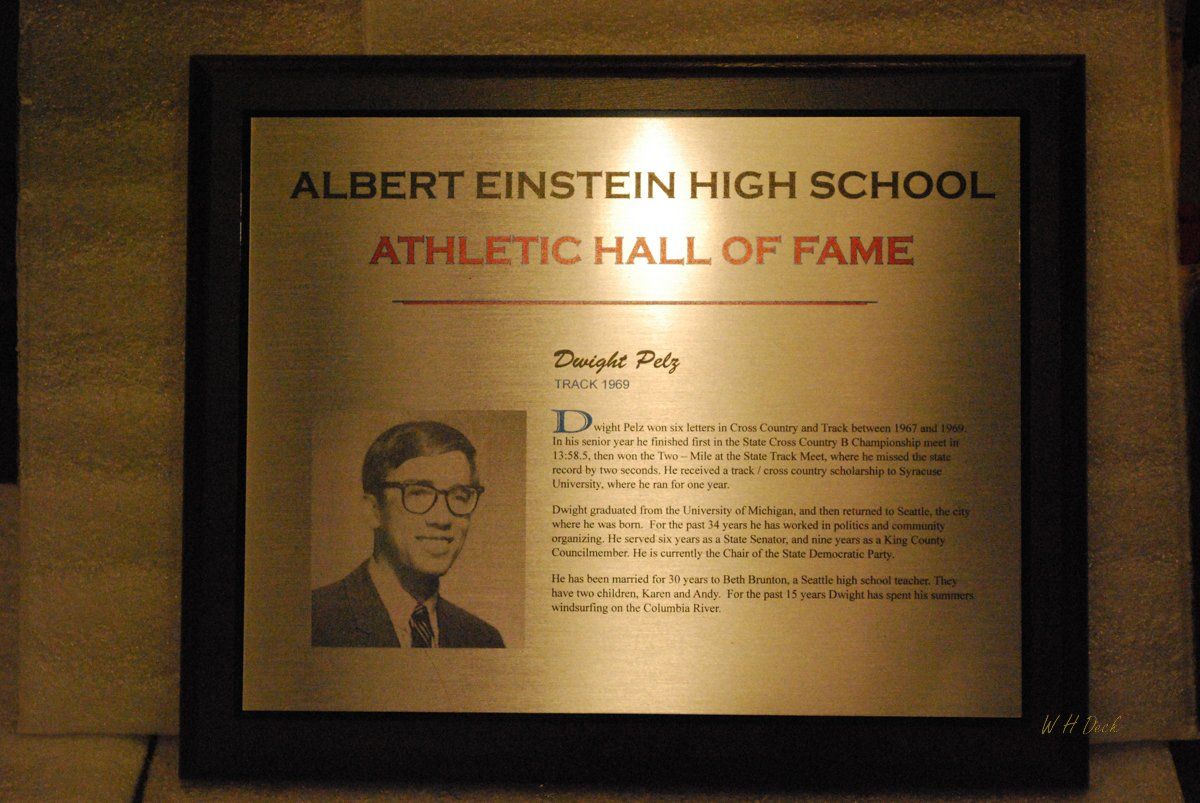 ALBERT EINSTEIN HIGH SCHOOL
ATHLETIC HALL OF FAME
Dwight Pelz
TRACK 1969
Dwight Pelz won six letters in Cross Country and Track between 1967 and 1969.
In his senior year he finished first in the State Cross Country B Championship meet in
13:58.5, then won the Two – Mile at the State Track Meet, where he missed the state
record by two seconds. He received a track / cross country scholarship to Syracuse
University, where he ran for one year.
Dwight graduated from the University of Michigan, and then returned to Seattle, the city
where he was born. For the past 34 years he has worked in politics and community
organizing. He served six years as a State Senator, and nine years as a King County
Councilmember. He is currently the Chair of the State Democratic Party.
He has been married for 30 years to Beth Brunton, a Seattle high school teacher. They
have two children, Karen and Andy. For the past 15 years Dwight has spent his summers
windsurfing on the Columbia River.
W H Deck